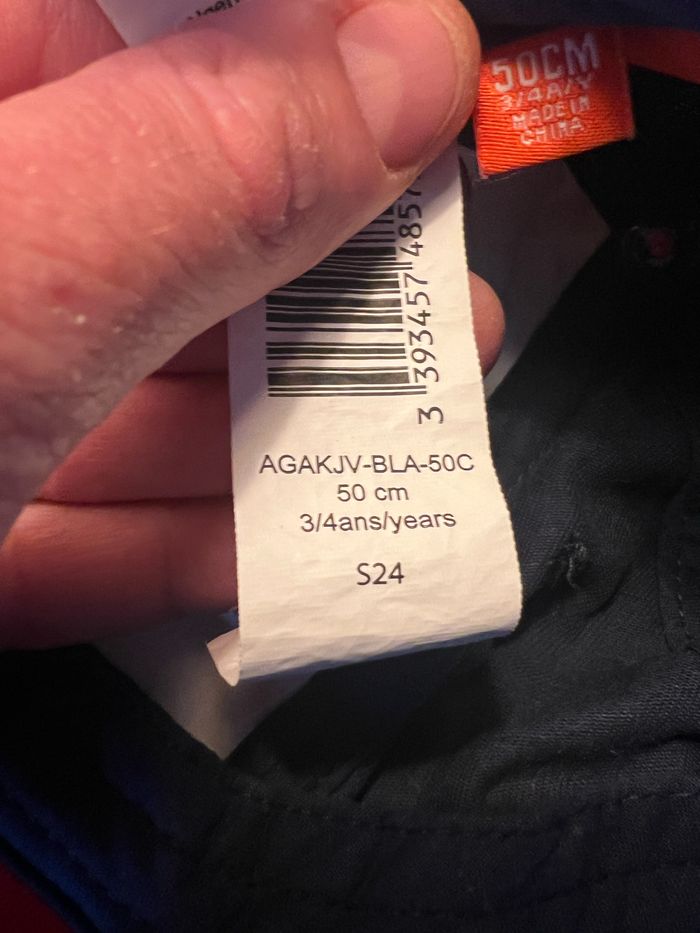 50CM
3/4A/Y
MADE IN
CHINA
3 393457 4857
AGAKJV-BLA-50C
50 cm
3/4ans/years
S24